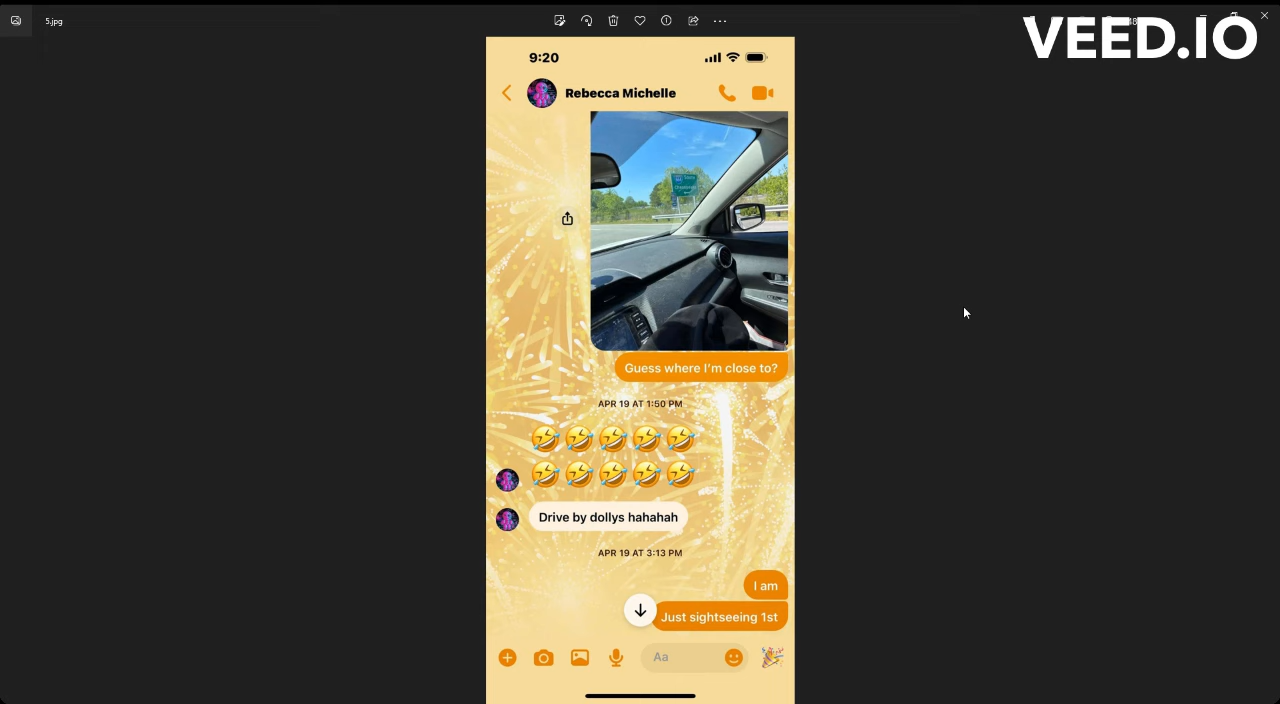 5.jpg
VEED.IO
9:20
Rebecca Michelle
Guess where I'm close to?
APR 19 AT 1:50 PM
Drive by dollys hahahah
APR 19 AT 3:13 PM
I am
Just sightseeing 1st
Aa